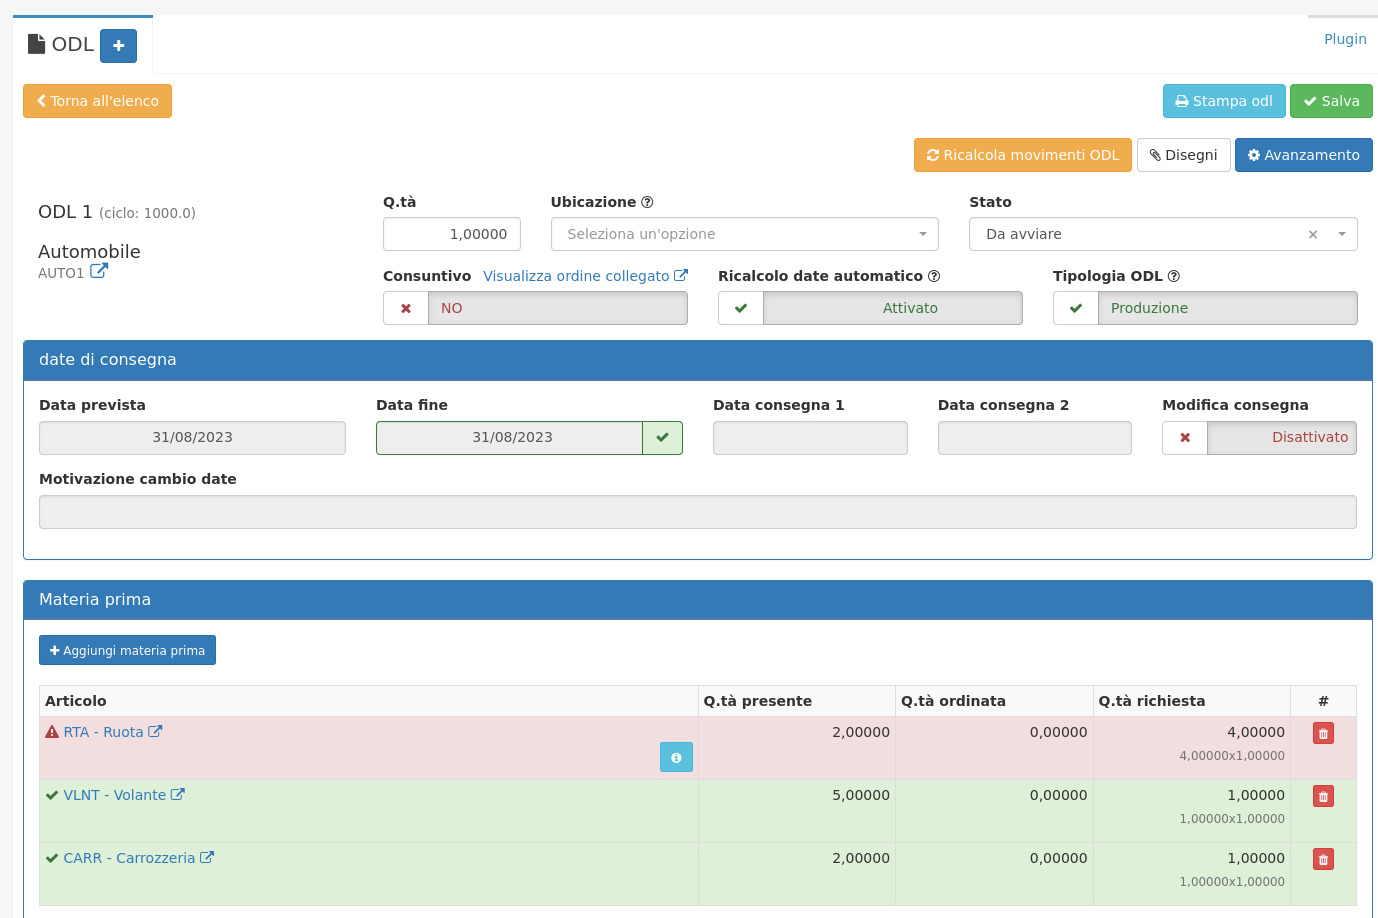 ODL +
Plugin
Torna all'elenco
Stampa odl
Salva
Ricalcola movimenti ODL
Disegni
Avanzamento
ODL 1 (ciclo: 1000.0)
Automobile
AUTO1
Q.tà
Ubicazione
Stato
1,00000
Seleziona un'opzione
Da avviare ×
Consuntivo Visualizza ordine collegato
Ricalcolo date automatico
Tipologia ODL
NO
Attivato
Produzione
date di consegna
Data prevista
Data fine
Data consegna 1
Data consegna 2
Modifica consegna
31/08/2023
31/08/2023
Disattivato
Motivazione cambio date
Materia prima
+ Aggiungi materia prima
Articolo Q.tà presente Q.tà ordinata Q.tà richiesta #
RTA - Ruota 2,00000 0,00000 4,00000
4,00000x1,00000
VLNT - Volante 5,00000 0,00000 1,00000
1,00000x1,00000
CARR - Carrozzeria 2,00000 0,00000 1,00000
1,00000x1,00000